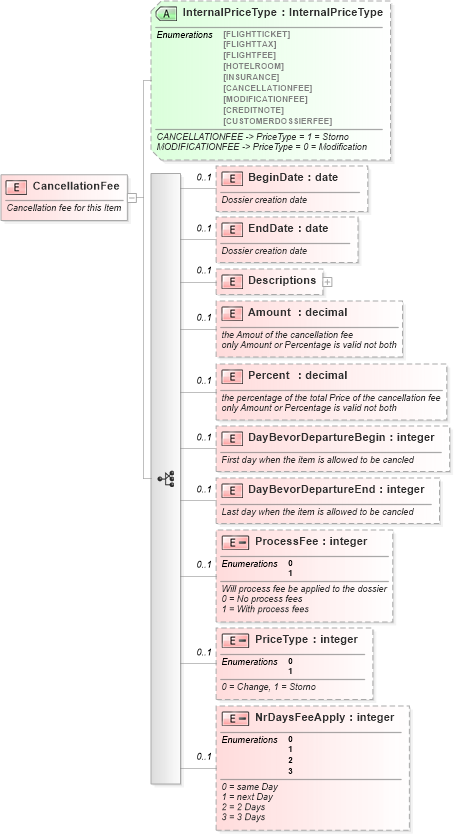 A InternalPriceType : InternalPriceType
Enumerations [FLIGHTTICKET]
[FLIGHTTAX]
[FLIGHTFEE]
[HOTELROOM]
[INSURANCE]
[CANCELLATIONFEE]
[MODIFICATIONFEE]
[CREDITNOTE]
[CUSTOMERDOSSIERFEE]
CANCELLATIONFEE -> PriceType = 1 = Storno
MODIFICATIONFEE -> PriceType = 0 = Modification
E CancellationFee
Cancellation fee for this Item
0..1 E BeginDate : date
Dossier creation date
0..1 E EndDate : date
Dossier creation date
0..1 E Descriptions
0..1 E Amount : decimal
the Amout of the cancellation fee
only Amount or Percentage is valid not both
0..1 E Percent : decimal
the percentage of the total Price of the cancellation fee
only Amount or Percentage is valid not both
0..1 E DayBevorDepartureBegin : integer
First day when the item is allowed to be cancled
0..1 E DayBevorDepartureEnd : integer
Last day when the item is allowed to be cancled
0..1 E ProcessFee : integer
Enumerations 0
1
Will process fee be applied to the dossier
0 = No process fees
1 = With process fees
0..1 E PriceType : integer
Enumerations 0
1
0 = Change, 1 = Storno
0..1 E NrDaysFeeApply : integer
Enumerations 0
1
2
3
0 = same Day
1 = next Day
2 = 2 Days
3 = 3 Days